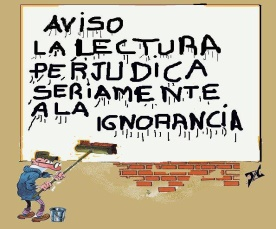 AVISO
LA LECTURA
PERJUDICA
SERIAMENTE
A LA IGNORANCIA